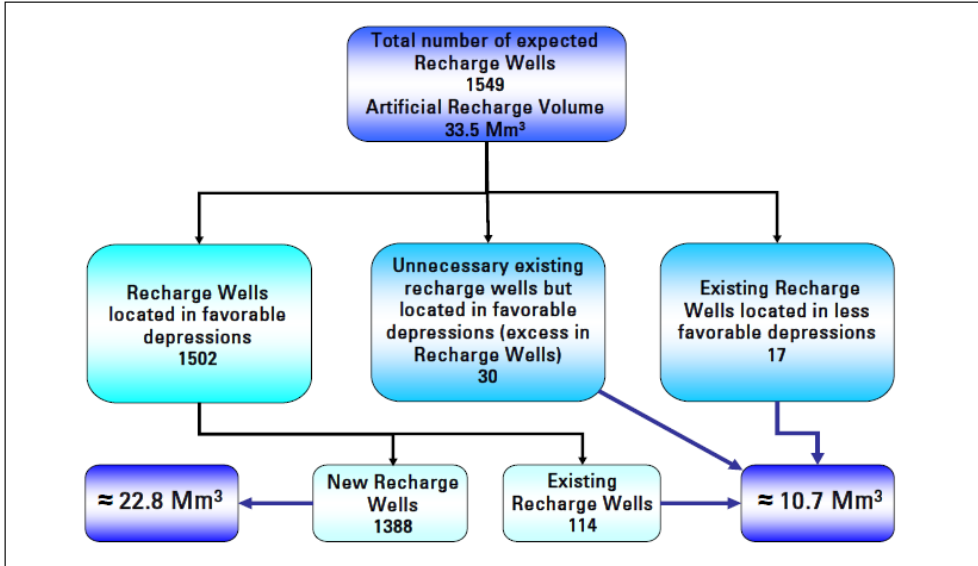 Total number of expected
Recharge Wells
1549
Artificial Recharge Volume
33.5 Mm³
Recharge Wells
located in favorable
depressions
1502
Unnecessary existing
recharge wells but
located in favorable
depressions (excess in
Recharge Wells)
30
Existing Recharge
Wells located in less
favorable depressions
17
≈ 22.8 Mm³
New Recharge
Wells
1388
Existing
Recharge Wells
114
≈ 10.7 Mm³